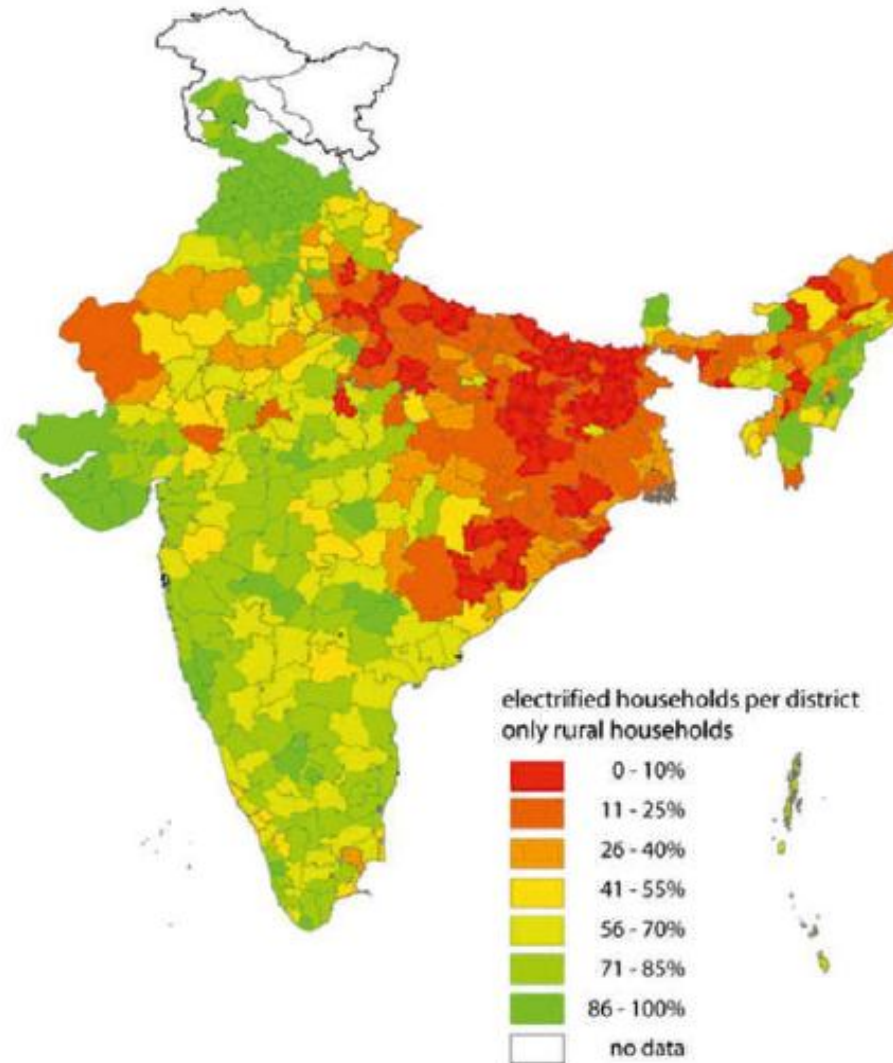 electrified households per district
only rural households
0 - 10%
11 - 25%
26 - 40%
41 - 55%
56 - 70%
71 - 85%
86 - 100%
no data